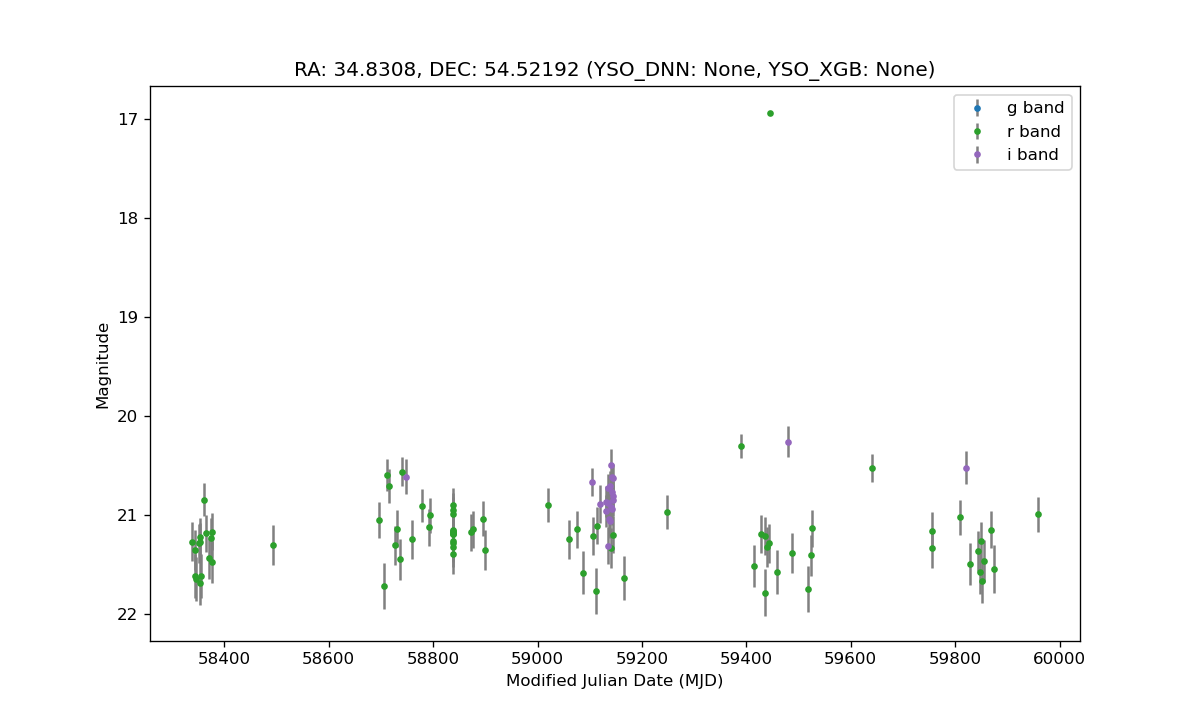 RA: 34.8308, DEC: 54.52192 (YSO_DNN: None, YSO_XGB: None)
g band
r band
i band
17
18
19
20
21
22
Magnitude
58400
58600
58800
59000
59200
59400
59600
59800
60000
Modified Julian Date (MJD)